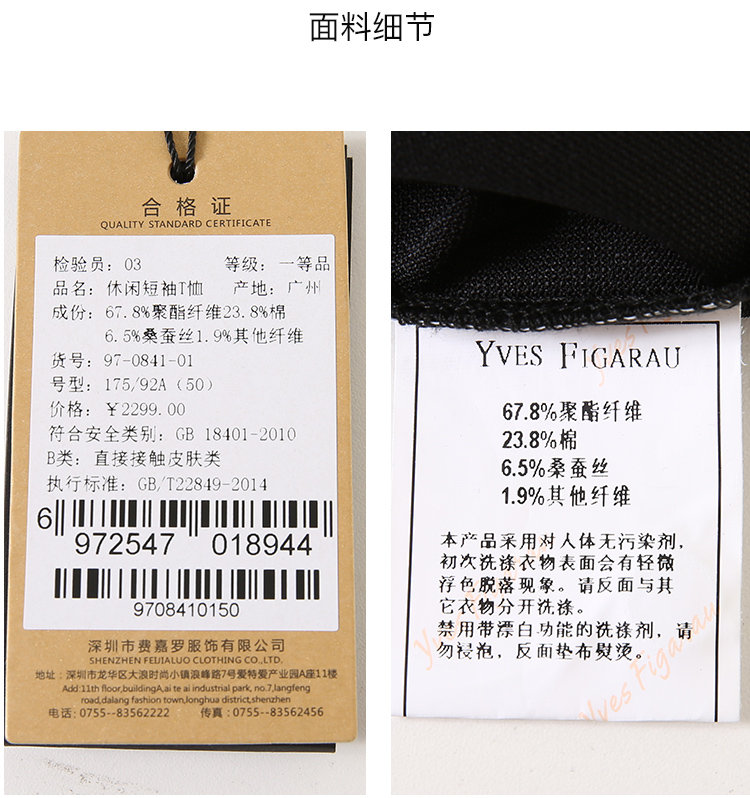 面料细节
合格证
QUALITY STANDARD CERTIFICATE
检验员：03 等级：一等品
品名：休闲短袖T恤 产地：广州
成份：67.8%聚酯纤维23.8%棉
6.5%桑蚕丝1.9%其他纤维
货号：97-0841-01
号型：175/92A（50）
价格：￥2299.00
符合安全类别：GB 18401-2010
B类：直接接触皮肤类
执行标准：GB/T22849-2014
6 972547 018944
9708410150
深圳市费嘉罗服饰有限公司
SHENZHEN FEIJIALUO CLOTHING CO.,LTD.
地址：深圳市龙华区大浪时尚小镇浪峰路7号爱特爱产业园A座11楼
Add:11th floor,buildingA,ai te ai industrial park, no.7,langfeng
road,dalang fashion town,longhua district,shenzhen
电话：0755--83562222 传真：0755--83562456
YVES FIGARAU
67.8%聚酯纤维
23.8%棉
6.5%桑蚕丝
1.9%其他纤维
本产品采用对人体无污染剂，
初次洗涤衣物表面会有轻微
浮色脱落现象。请反面与其
它衣物分开洗涤。
禁用带漂白功能的洗涤剂，请
勿浸泡，反面垫布熨烫。
Yves Figarau
Yves Figarau